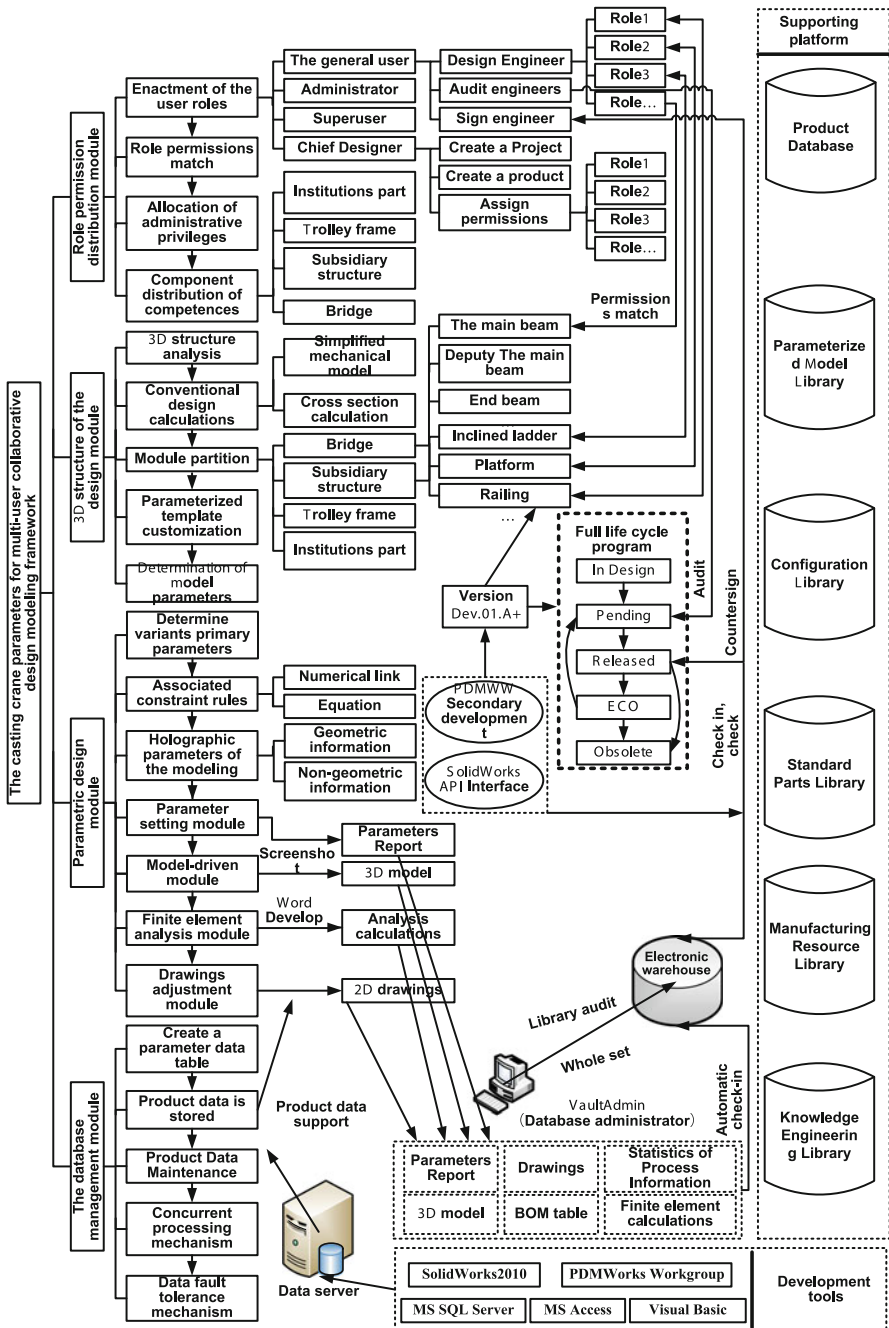 The casting crane parameters for multi-user collaborative
design modeling framework
Role permission
distribution module
Enactment of the
user roles
Role permissions
match
Allocation of
administrative
privileges
Component
distribution of
competences
The general user
Administrator
Superuser
Chief Designer
Institutions part
Trolley frame
Subsidiary
structure
Bridge
Design Engineer
Audit engineers
Sign engineer
Create a Project
Create a product
Assign
permissions
Role1
Role2
Role3
Role...
Role1
Role2
Role3
Role...
Permission
s match
3D structure of the
design module
3D structure
analysis
Conventional
design
calculations
Module partition
Parameterized
template
customization
Determination of
model
parameters
Simplified
mechanical
model
Cross section
calculation
Bridge
Subsidiary
structure
Trolley frame
Institutions part
The main beam
Deputy The main
beam
End beam
...
Inclined ladder
Platform
Railing
...
Version
Dev.01.A+
Full life cycle
program
In Design
Pending
Released
ECO
Obsolete
Audit
Countersign
Check in,
check
PDMWW
Secondary
developmen
t
SolidWorks
API Interface
Parametric design
module
Determine
variants primary
parameters
Associated
constraint rules
Holographic
parameters of
the modeling
Parameter
setting module
Model-driven
module
Finite element
analysis module
Drawings
adjustment
module
Numerical link
Equation
Geometric
information
Non-geometric
information
Screensho
t
Word
Develop
Parameters
Report
3D model
Analysis
calculations
2D drawings
The database
management module
Create a
parameter data
table
Product data is
stored
Product Data
Maintenance
Concurrent
processing
mechanism
Data fault
tolerance
mechanism
Product data
support
Data server
Electronic
warehouse
Library audit
Whole set
VaultAdmin
(Database administrator)
Automatic
check-in
Parameters
Report
Drawings
Statistics of
Process
Information
3D model
BOM table
Finite element
calculations
SolidWorks2010
PDMWorks Workgroup
MS SQL Server
MS Access
Visual Basic
Development
tools
Supporting
platform
Product
Database
Parameterize
d Model
Library
Configuration
Library
Standard
Parts Library
Manufacturing
Resource
Library
Knowledge
Engineerin
g Library